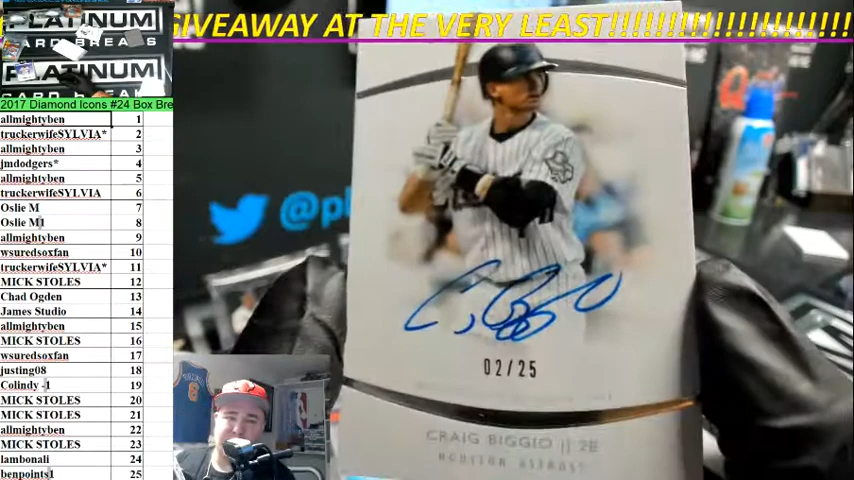 GIVEAWAY AT THE VERY LEAST!!!!!!!!!!!!!!!!!!!!!!
PLATINUM
CARD BREAKS
PLATINUM
2017 Diamond Icons #24 Box Bre
allmightyben 1
truckerwifeSYLVIA* 2
allmightyben 3
jmdodgers* 4
allmightyben 5
truckerwifeSYLVIA 6
Oslie M 7
Oslie M1 8
allmightyben 9
wsuredsoxfan 10
truckerwifeSYLVIA* 11
MICK STOLES 12
Chad Ogden 13
James Studio 14
allmightyben 15
MICK STOLES 16
wsuredsoxfan 17
justing08 18
Colindy -1 19
MICK STOLES 20
MICK STOLES 21
allmightyben 22
MICK STOLES 23
lambonali 24
benpoints1 25
@pl
02/25
CRAIG BIGGIO || 2B
HOUSTON ASTROS